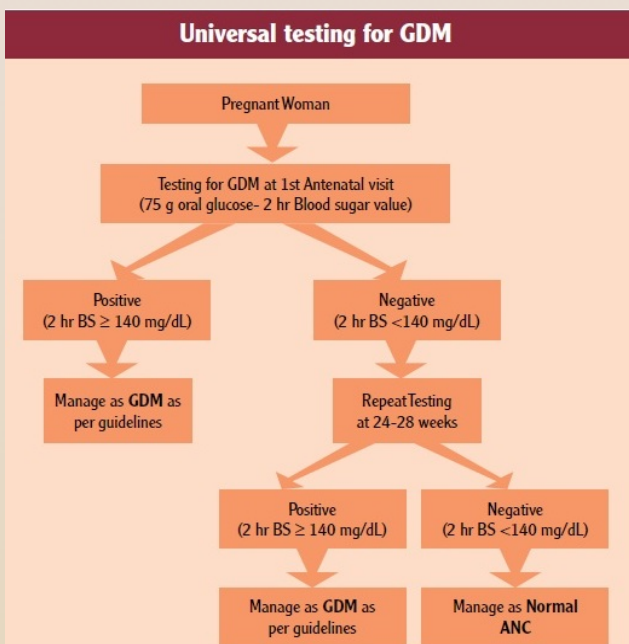 Universal testing for GDM
Pregnant Woman
Testing for GDM at 1st Antenatal visit
(75 g oral glucose- 2 hr Blood sugar value)
Positive
(2 hr BS ≥ 140 mg/dL)
Negative
(2 hr BS <140 mg/dL)
Manage as GDM as
per guidelines
Repeat Testing
at 24-28 weeks
Positive
(2 hr BS ≥ 140 mg/dL)
Negative
(2 hr BS <140 mg/dL)
Manage as GDM as
per guidelines
Manage as Normal
ANC